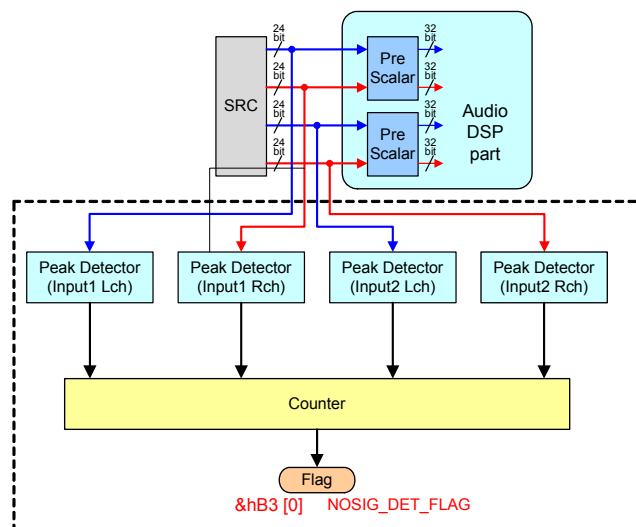 24
bit
32
bit
Pre
Scalar
24
bit
32
bit
SRC
24
bit
32
bit
Pre
Scalar
24
bit
32
bit
Audio
DSP
part
Peak Detector
(Input1 Lch)
Peak Detector
(Input1 Rch)
Peak Detector
(Input2 Lch)
Peak Detector
(Input2 Rch)
Counter
Flag
&hB3 [0] NOSIG_DET_FLAG